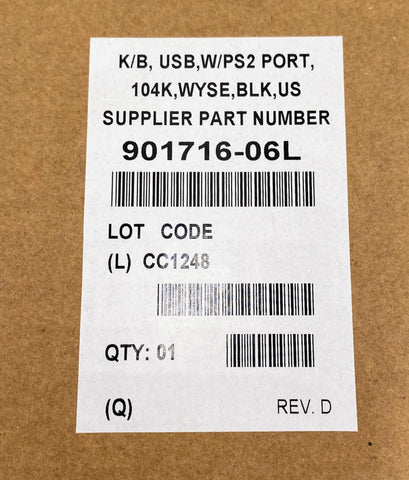 K/B, USB,W/PS2 PORT,
104K,WYSE,BLK,US
SUPPLIER PART NUMBER
901716-06L
LOT CODE
(L) CC1248
QTY: 01
(Q) REV. D